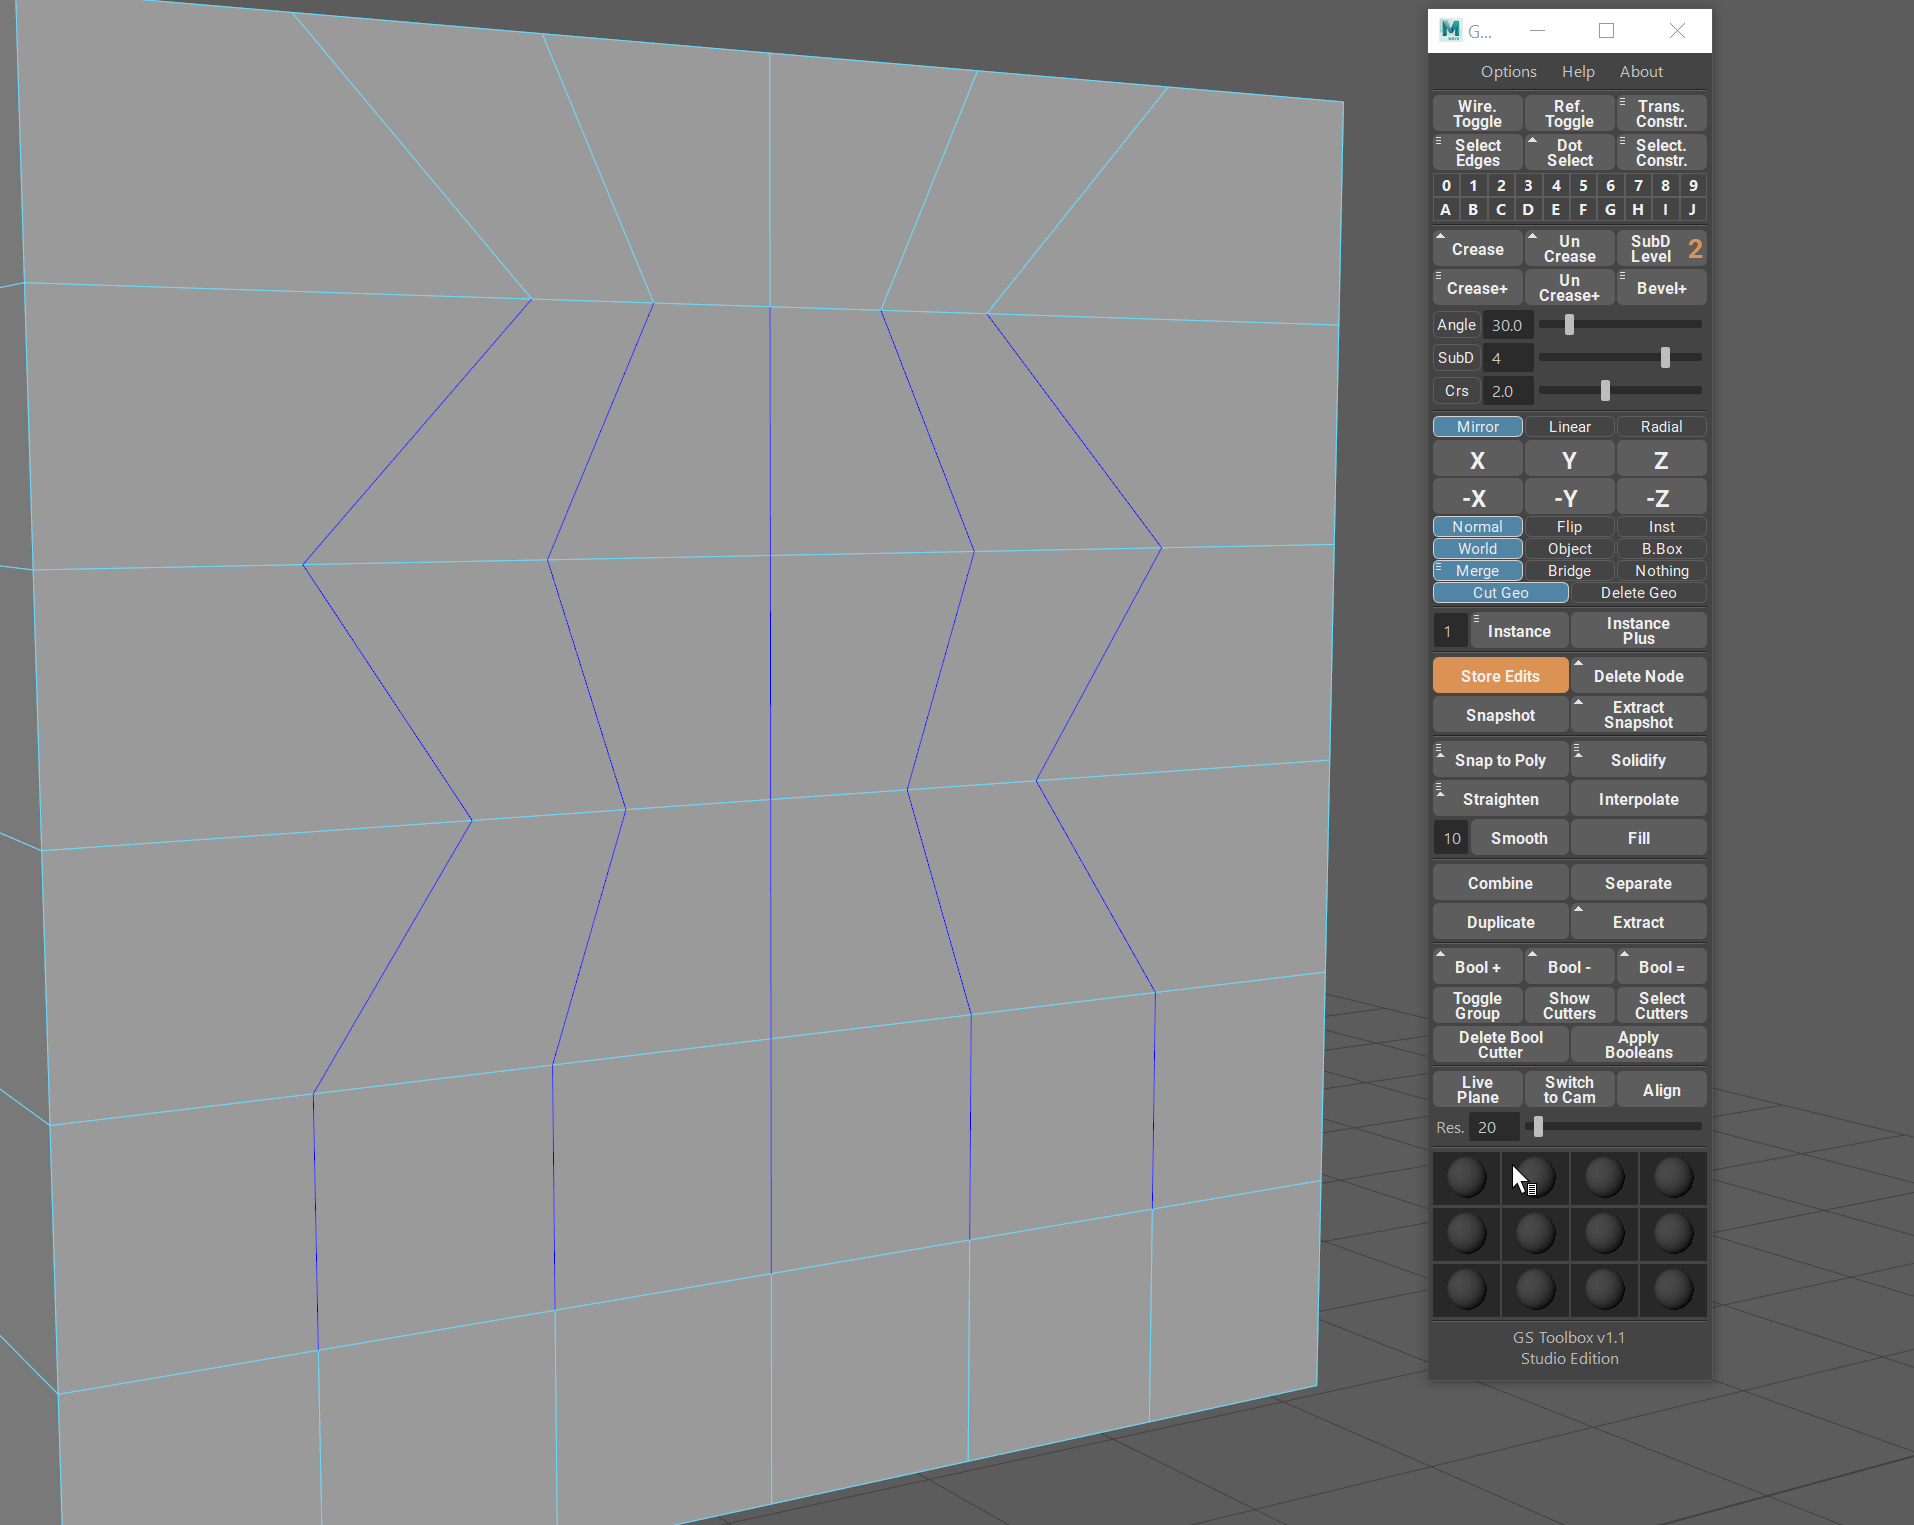 M G...
Options Help About
Wire. Toggle Ref. Toggle Trans. Constr.
Select Edges Dot Select Select. Constr.
0 1 2 3 4 5 6 7 8 9
A B C D E F G H I J
Crease Un Crease SubD Level 2
Crease+ Un Crease+ Bevel+
Angle 30.0
SubD 4
Crs 2.0
Mirror Linear Radial
X Y Z
-X -Y -Z
Normal Flip Inst
World Object B.Box
Merge Bridge Nothing
Cut Geo Delete Geo
1 Instance Instance Plus
Store Edits Delete Node
Snapshot Extract Snapshot
Snap to Poly Solidify
Straighten Interpolate
10 Smooth Fill
Combine Separate
Duplicate Extract
Bool + Bool - Bool =
Toggle Group Show Cutters Select Cutters
Delete Bool Cutter Apply Booleans
Live Plane Switch to Cam Align
Res. 20
GS Toolbox v1.1
Studio Edition